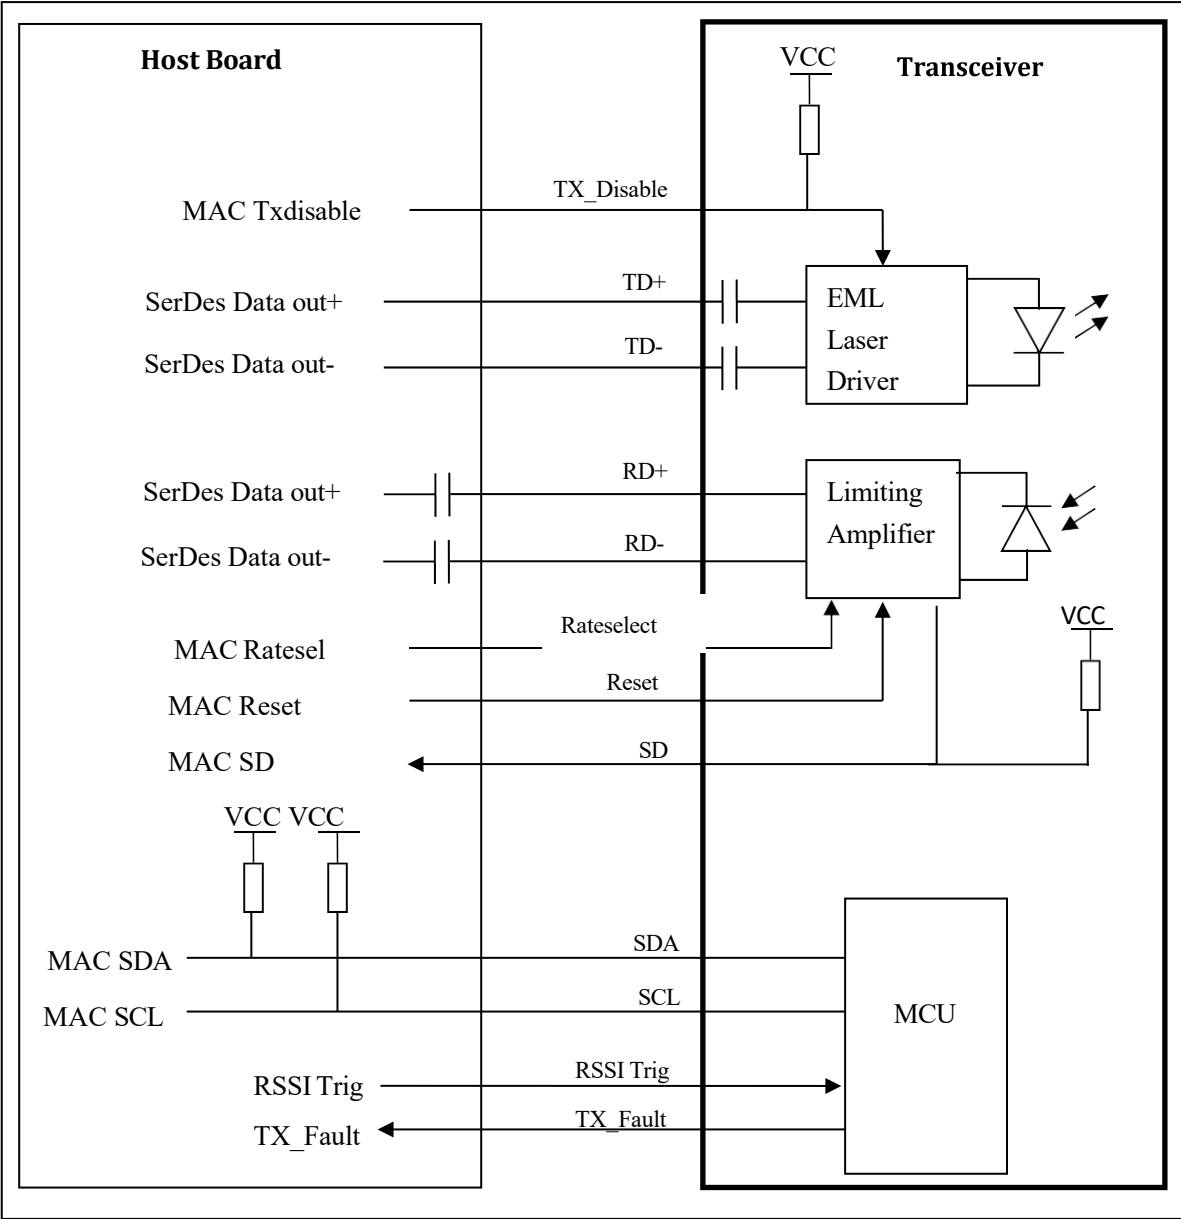 Host Board
VCC
Transceiver
TX_Disable
MAC Txdisable
TD+
SerDes Data out+
EML
Laser
Driver
TD-
SerDes Data out-
RD+
SerDes Data out+
Limiting
Amplifier
RD-
SerDes Data out-
Rateselect
VCC
MAC Ratesel
Reset
MAC Reset
SD
MAC SD
VCC VCC
SDA
MAC SDA
SCL
MAC SCL
MCU
RSSI Trig
RSSI Trig
TX_Fault
TX_Fault